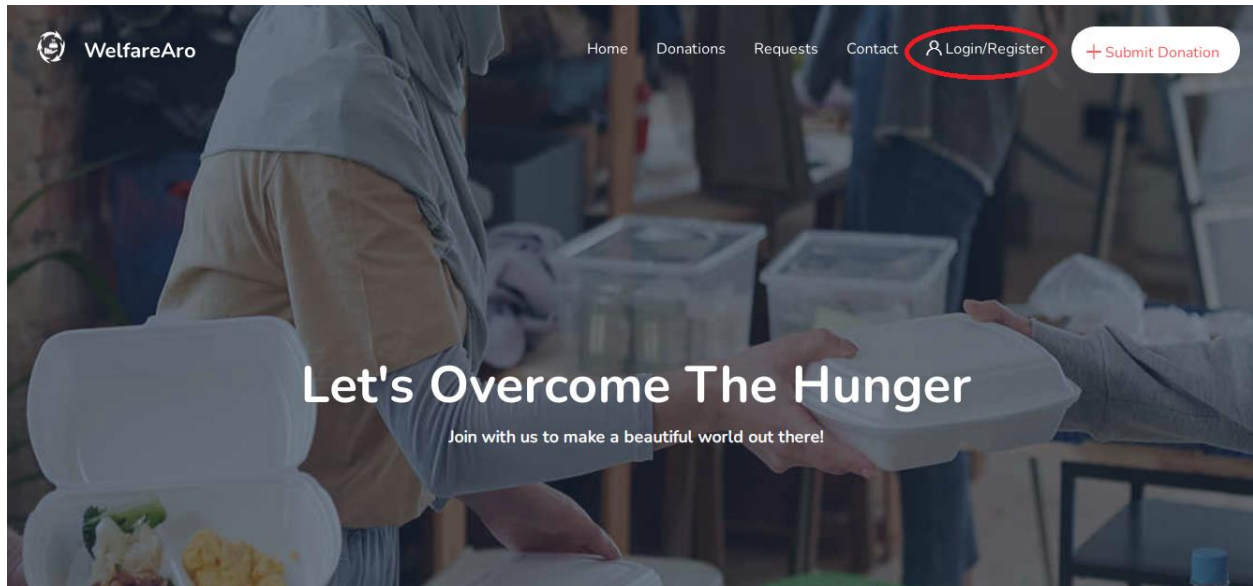 WelfareAro
Home Donations Requests Contact Login/Register + Submit Donation
Let's Overcome The Hunger
Join with us to make a beautiful world out there!